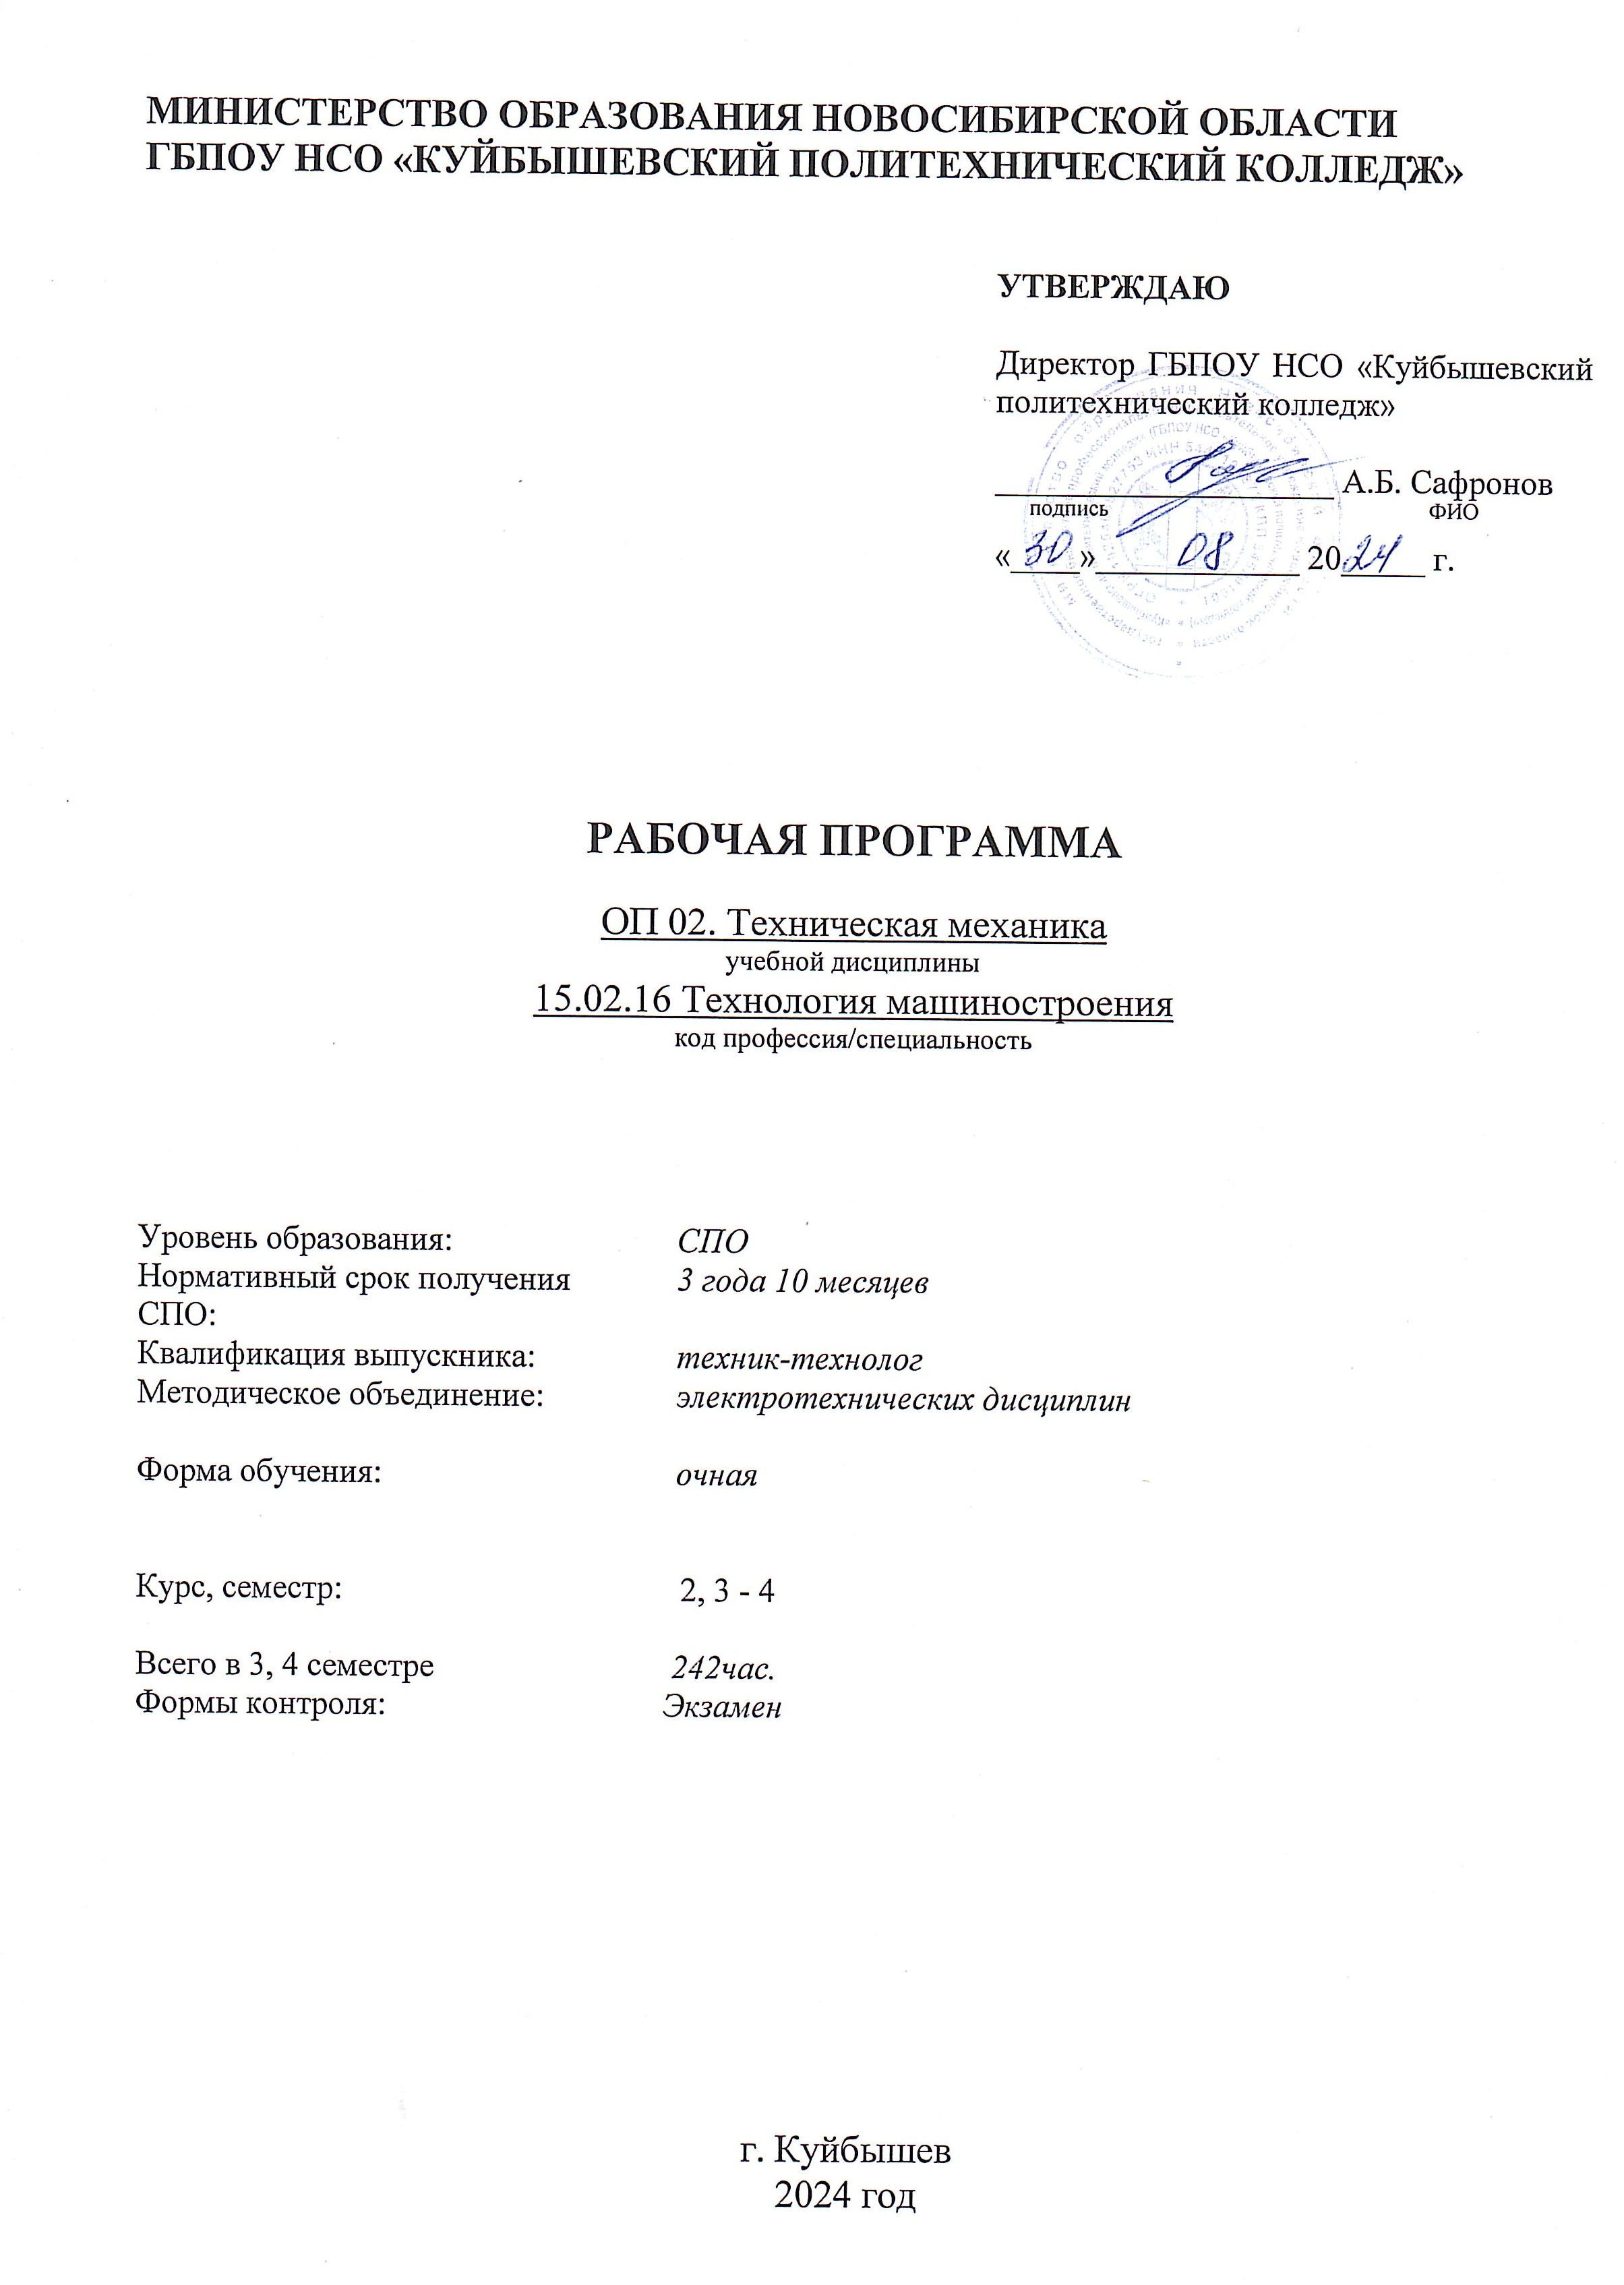 МИНИСТЕРСТВО ОБРАЗОВАНИЯ НОВОСИБИРСКОЙ ОБЛАСТИ
ГБПОУ НСО «КУЙБЫШЕВСКИЙ ПОЛИТЕХНИЧЕСКИЙ КОЛЛЕДЖ»
УТВЕРЖДАЮ
Директор ГБПОУ НСО «Куйбышевский
политехнический колледж»
А.Б. Сафронов
подпись ФИО
«30» 08 2024 г.
РАБОЧАЯ ПРОГРАММА
ОП 02. Техническая механика
учебной дисциплины
15.02.16 Технология машиностроения
код профессия/специальность
Уровень образования: СПО
Нормативный срок получения 3 года 10 месяцев
СПО:
Квалификация выпускника: техник-технолог
Методическое объединение: электротехнических дисциплин
Форма обучения: очная
Курс, семестр: 2, 3 - 4
Всего в 3, 4 семестре 242час.
Формы контроля: Экзамен
г. Куйбышев
2024 год